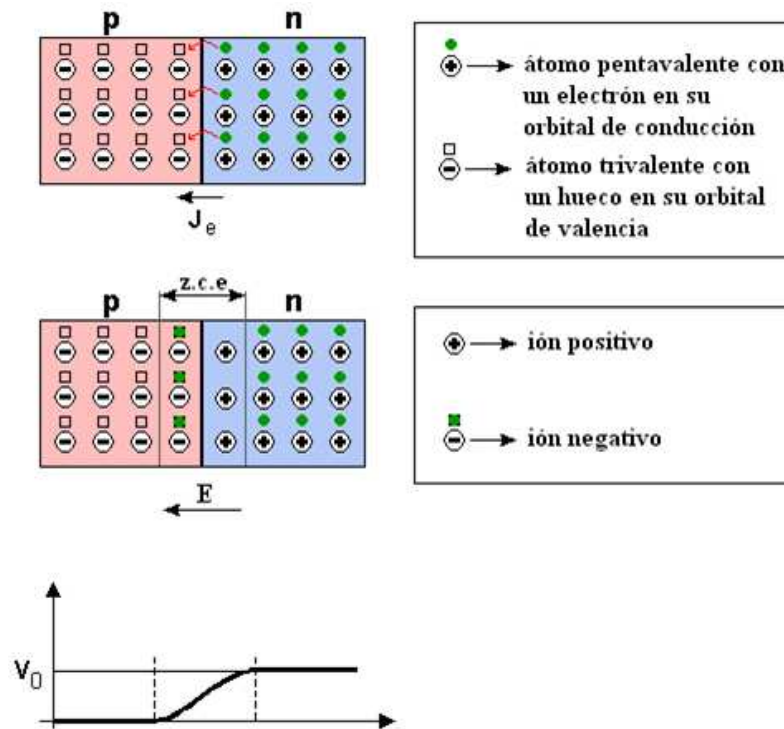 p n
átomo pentavalente con
un electrón en su
orbital de conducción
átomo trivalente con
un hueco en su orbital
de valencia
Je
z.c.e
p n
ión positivo
ión negativo
E
V0